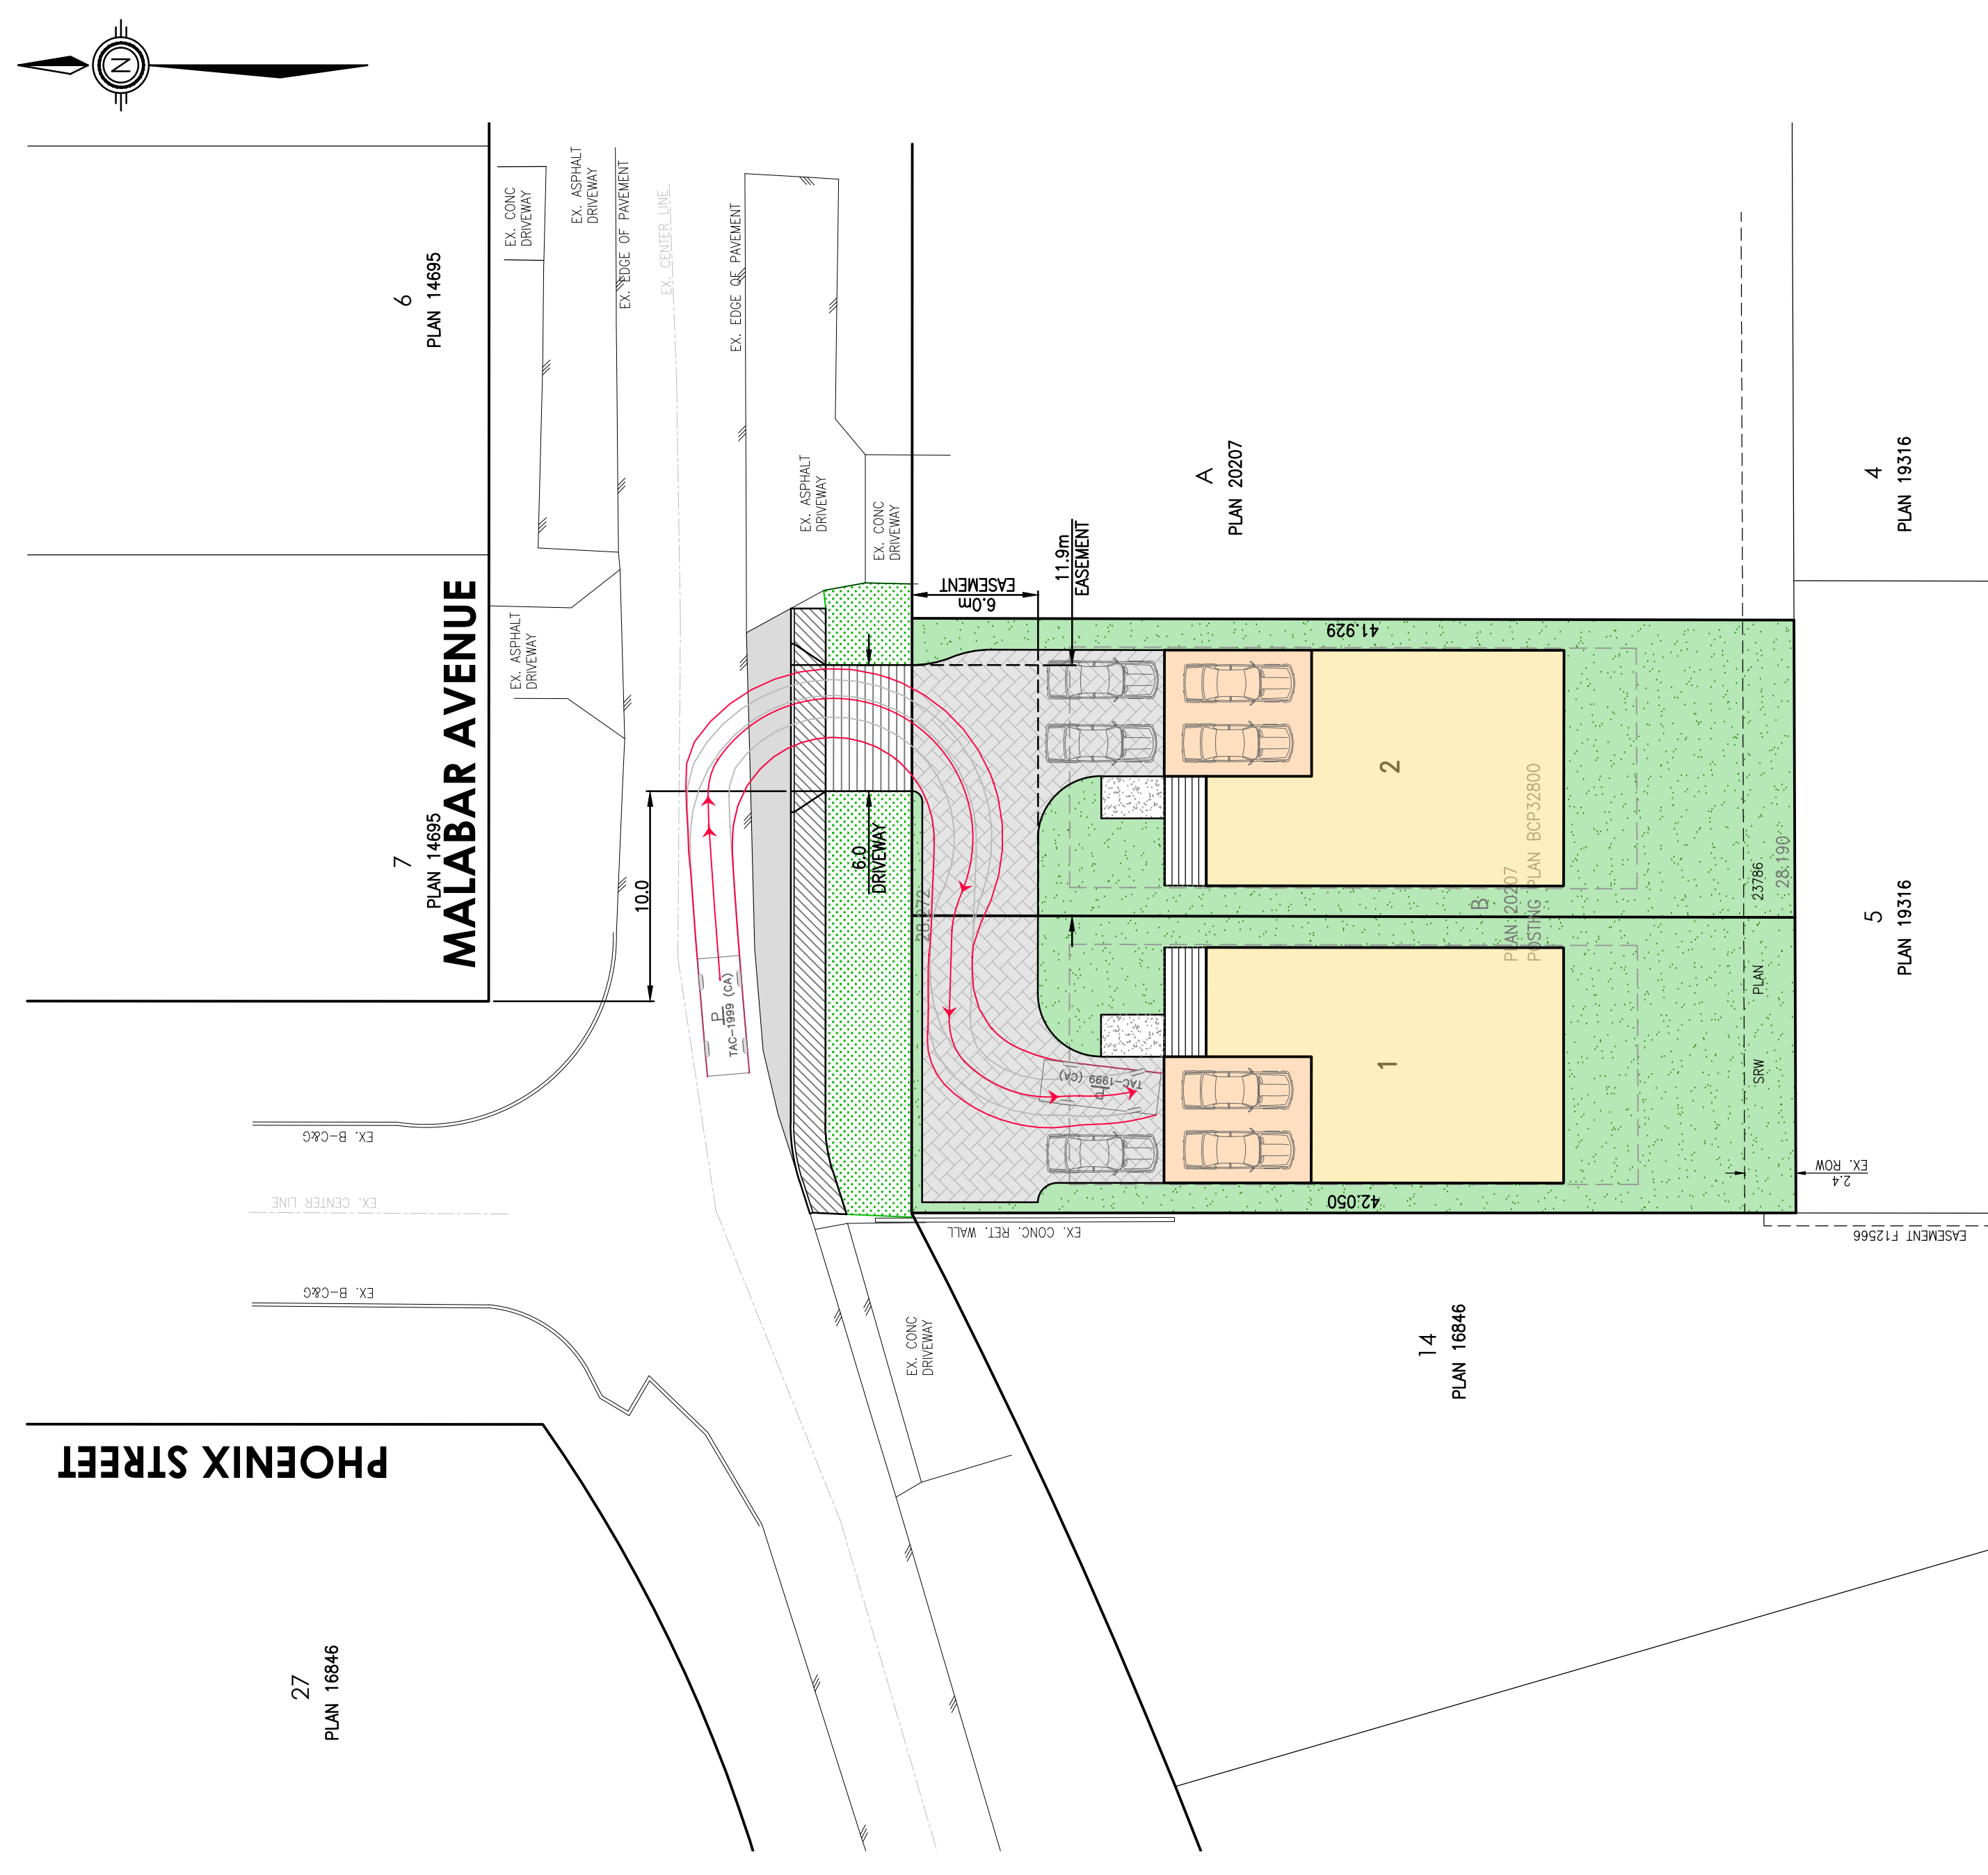 N
6
PLAN 14695
EX. CONC
DRIVEWAY
EX. ASPHALT
DRIVEWAY
EX. EDGE OF PAVEMENT
EX. CENTER LINE
EX. EDGE OF PAVEMENT
EX. ASPHALT
DRIVEWAY
EX. CONC
DRIVEWAY
A
PLAN 20207
4
PLAN 19316
11.9m
EASEMENT
6.0m
EASEMENT
EX. ASPHALT
DRIVEWAY
MALABAR AVENUE
7
PLAN 14695
10.0
6.0
DRIVEWAY
41.929
2
28.272
B
PLAN 20207
POSTING PLAN BCP32800
SRW PLAN 23786
28.190
5
PLAN 19316
P
TAC-1999 (CA)
P
TAC-1999 (CA)
1
42.050
2.4
EX. ROW
EASEMENT F12566
EX. CONC. RET. WALL
EX. B-C&G
EX. CENTER LINE
EX. B-C&G
EX. CONC
DRIVEWAY
14
PLAN 16846
PHOENIX STREET
27
PLAN 16846